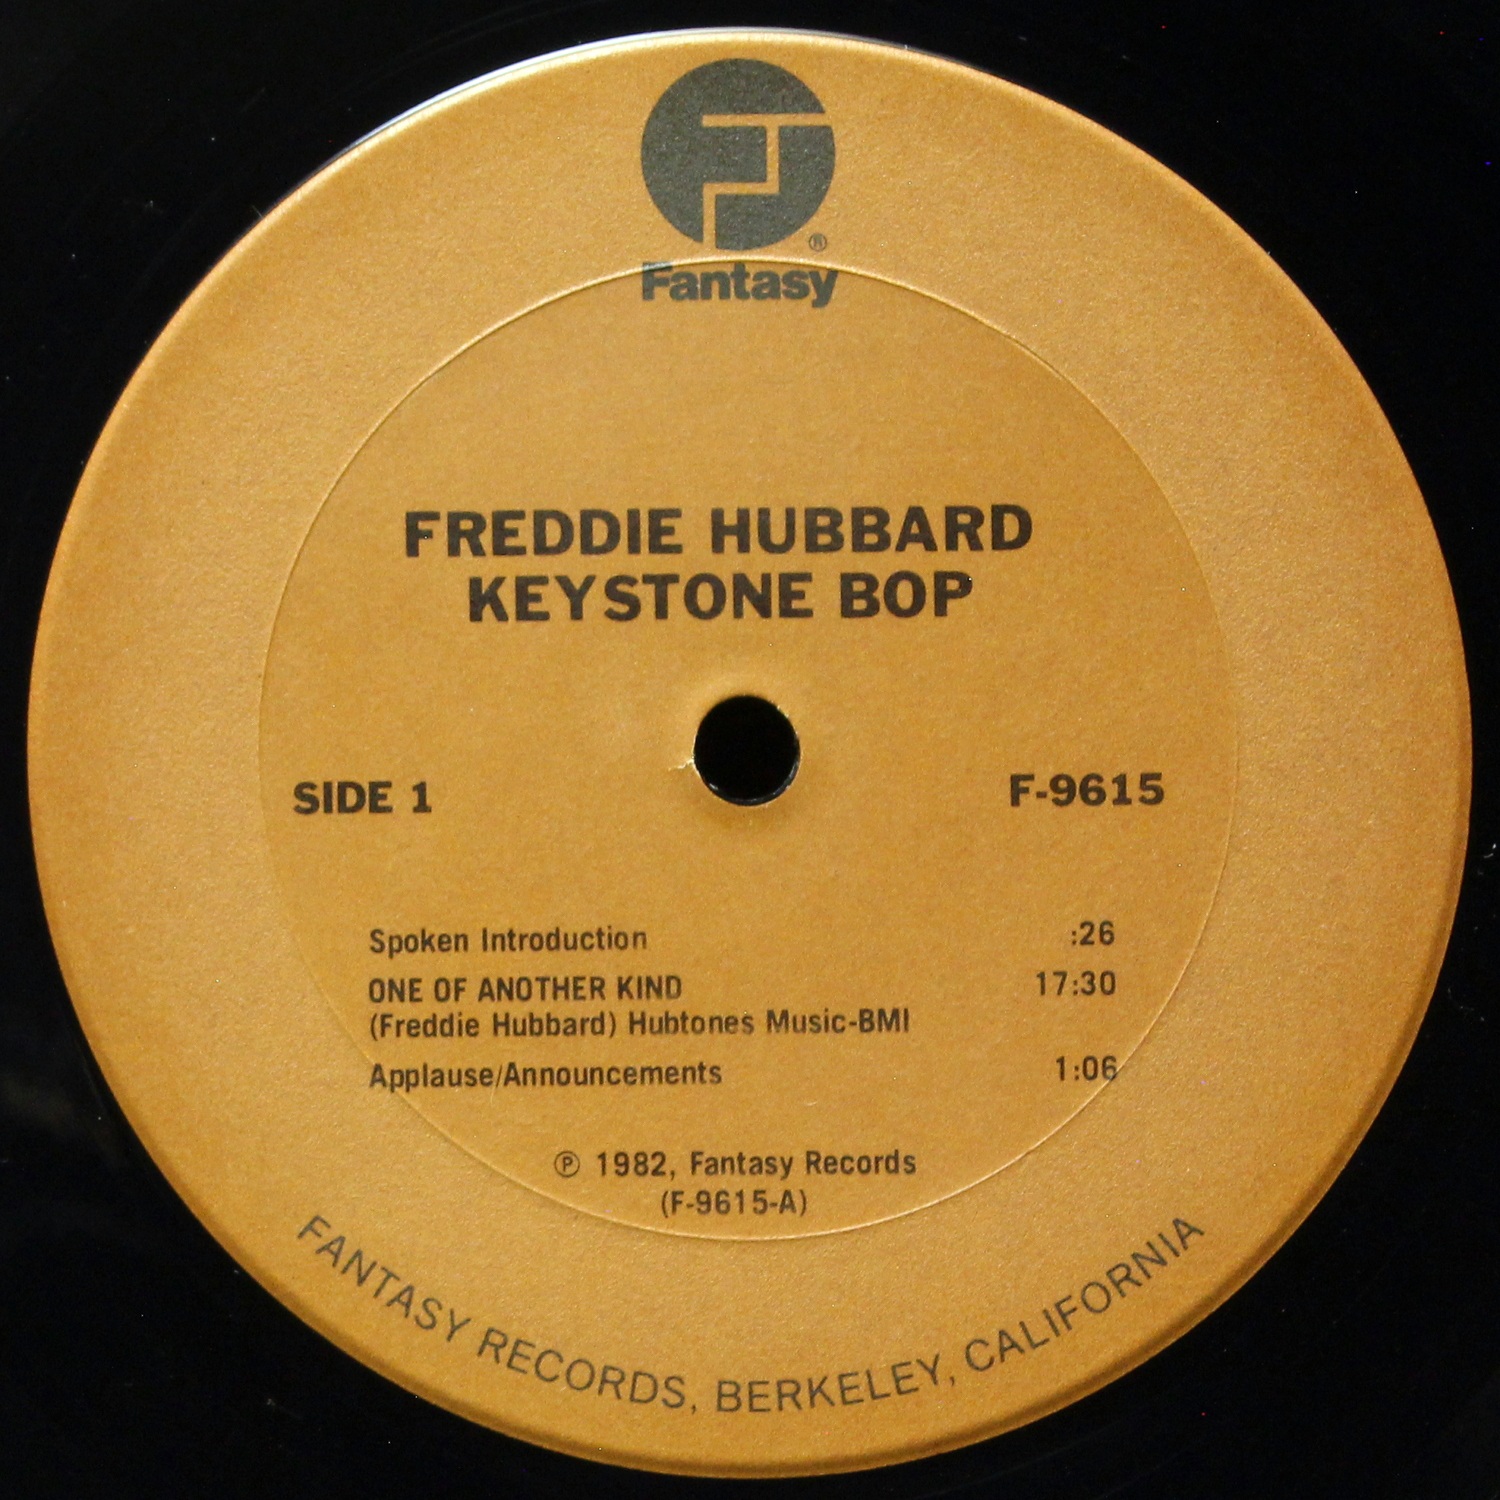 ®
Fantasy
FREDDIE HUBBARD
KEYSTONE BOP
SIDE 1
F-9615
Spoken Introduction :26
ONE OF ANOTHER KIND 17:30
(Freddie Hubbard) Hubtones Music-BMI
Applause/Announcements 1:06
℗ 1982, Fantasy Records
(F-9615-A)
FANTASY RECORDS, BERKELEY, CALIFORNIA